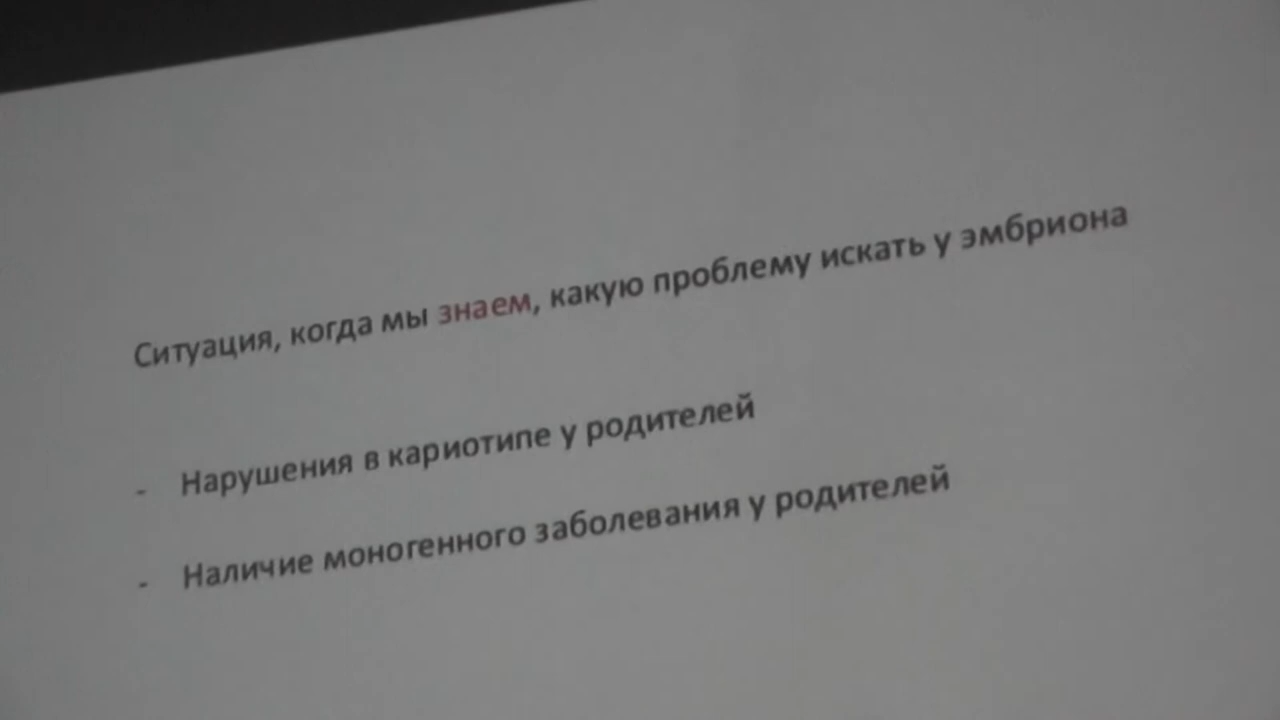 Ситуация, когда мы знаем, какую проблему искать у эмбриона
- Нарушения в кариотипе у родителей
- Наличие моногенного заболевания у родителей